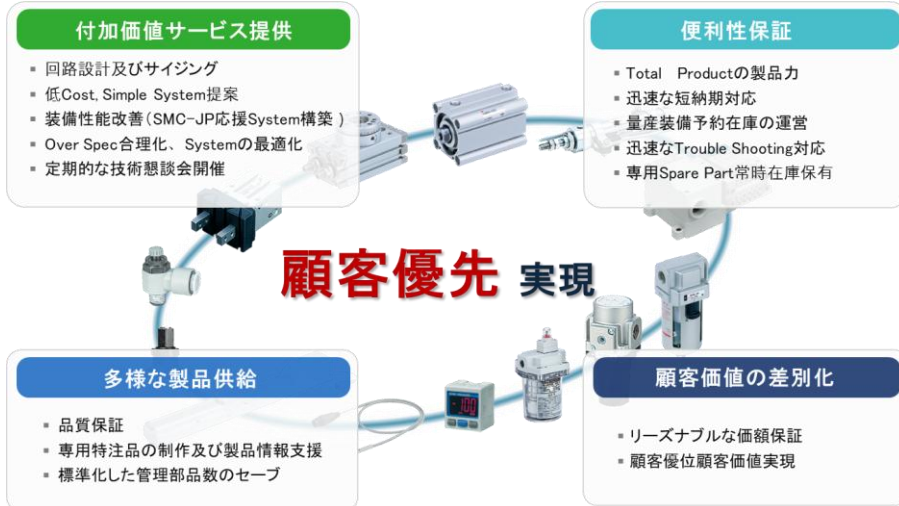 付加価値サービス提供
▪ 回路設計及びサイジング
▪ 低Cost, Simple System提案
▪ 装備性能改善(SMC-JP応援System構築 )
▪ Over Spec合理化、Systemの最適化
▪ 定期的な技術懇談会開催
便利性保証
▪ Total　Productの製品力
▪ 迅速な短納期対応
▪ 量産装備予約在庫の運営
▪ 迅速なTrouble Shooting対応
▪ 専用Spare Part常時在庫保有
顧客優先 実現
多様な製品供給
▪ 品質保証
▪ 専用特注品の制作及び製品情報支援
▪ 標準化した管理部品数のセーブ
顧客価値の差別化
▪ リーズナブルな価額保証
▪ 顧客優位顧客価値実現
100